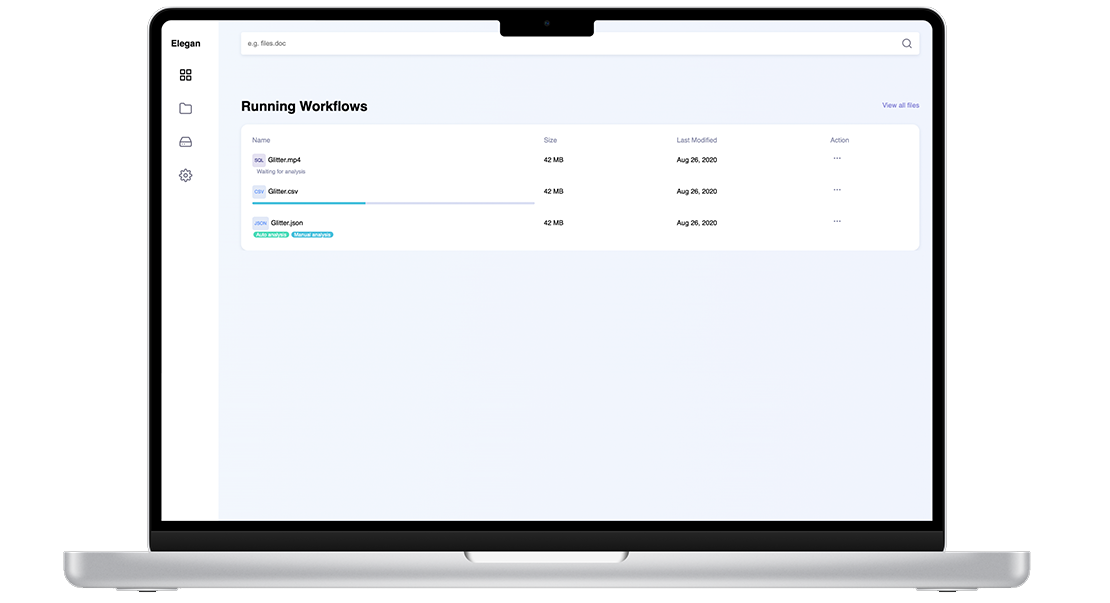 Elegan
e.g. files.doc
Running Workflows
View all files
Name Size Last Modified Action
SQL Glitter.mp4 42 MB Aug 26, 2020 ...
Waiting for analysis
CSV Glitter.csv 42 MB Aug 26, 2020 ...
JSON Glitter.json 42 MB Aug 26, 2020 ...
Auto analysis Manual analysis